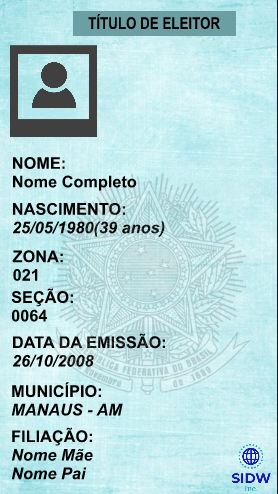 TÍTULO DE ELEITOR
NOME:
Nome Completo
NASCIMENTO:
25/05/1980(39 anos)
ZONA:
021
SEÇÃO:
0064
DATA DA EMISSÃO:
26/10/2008
MUNICÍPIO:
MANAUS - AM
FILIAÇÃO:
Nome Mãe
Nome Pai
SIDW
Inc.